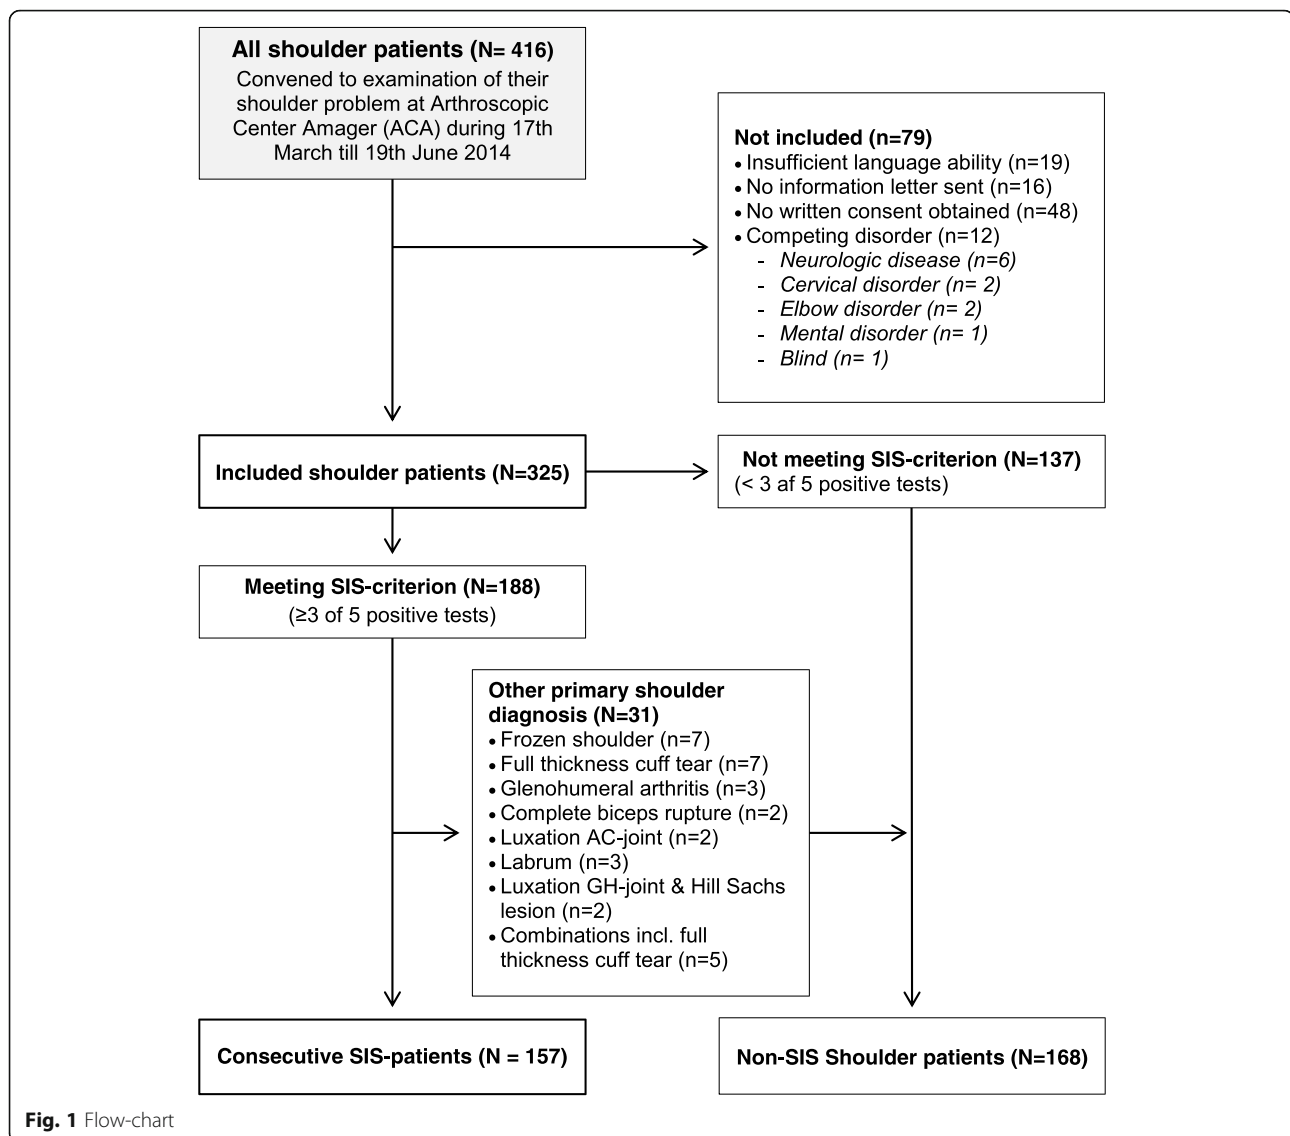 All shoulder patients (N= 416)
Convened to examination of their
shoulder problem at Arthroscopic
Center Amager (ACA) during 17th
March till 19th June 2014
Not included (n=79)
• Insufficient language ability (n=19)
• No information letter sent (n=16)
• No written consent obtained (n=48)
• Competing disorder (n=12)
- Neurologic disease (n=6)
- Cervical disorder (n= 2)
- Elbow disorder (n= 2)
- Mental disorder (n= 1)
- Blind (n= 1)
Included shoulder patients (N=325)
Not meeting SIS-criterion (N=137)
(< 3 af 5 positive tests)
Meeting SIS-criterion (N=188)
(≥3 of 5 positive tests)
Other primary shoulder
diagnosis (N=31)
• Frozen shoulder (n=7)
• Full thickness cuff tear (n=7)
• Glenohumeral arthritis (n=3)
• Complete biceps rupture (n=2)
• Luxation AC-joint (n=2)
• Labrum (n=3)
• Luxation GH-joint & Hill Sachs
lesion (n=2)
• Combinations incl. full
thickness cuff tear (n=5)
Consecutive SIS-patients (N = 157)
Non-SIS Shoulder patients (N=168)
Fig. 1 Flow-chart